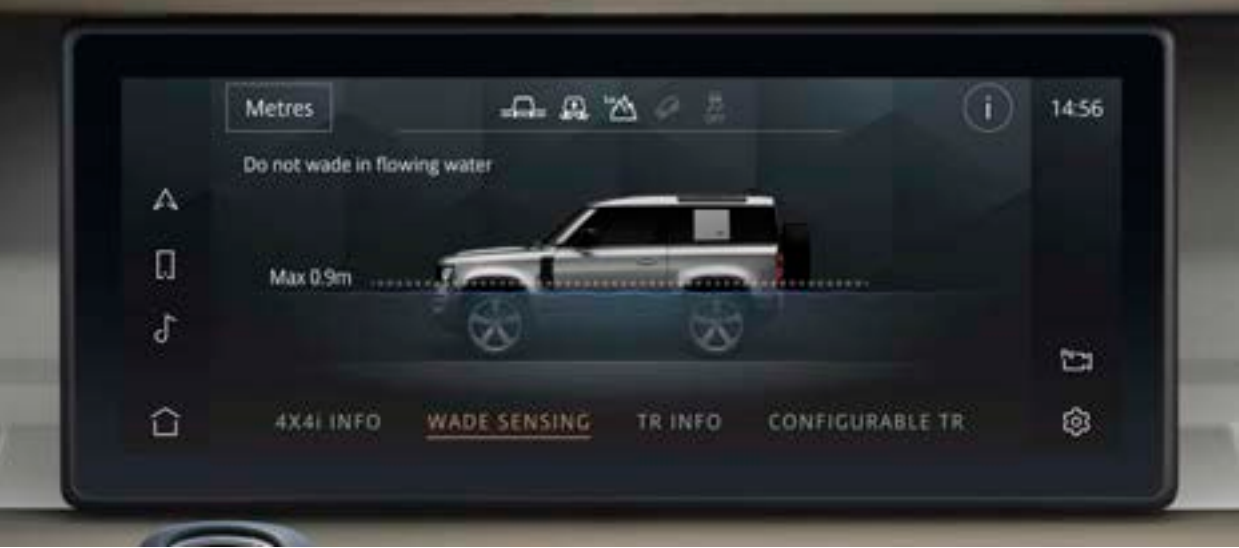 Metres
14:56
Do not wade in flowing water
Max 0.9m
4X4i INFO
WADE SENSING
TR INFO
CONFIGURABLE TR